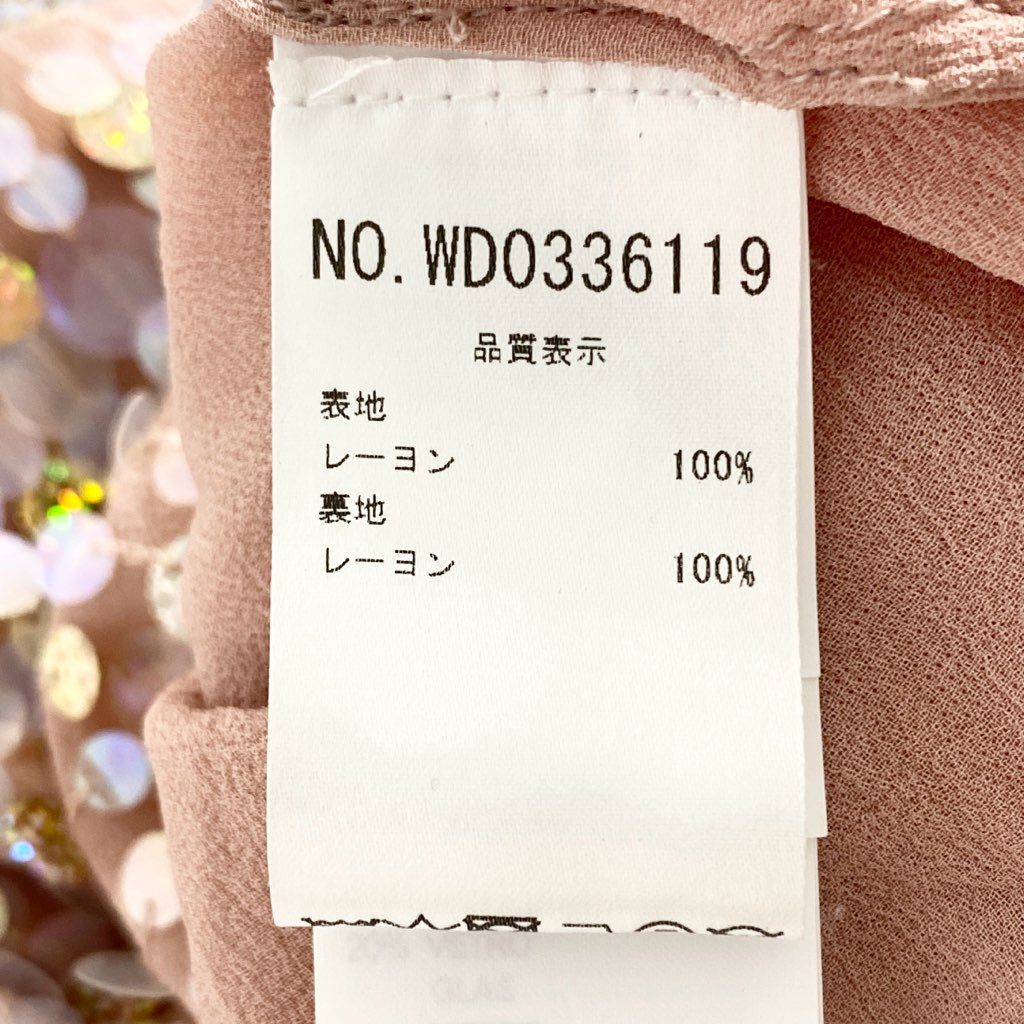 NO.WD0336119
品質表示
表地
レーヨン 100%
裏地
レーヨン 100%